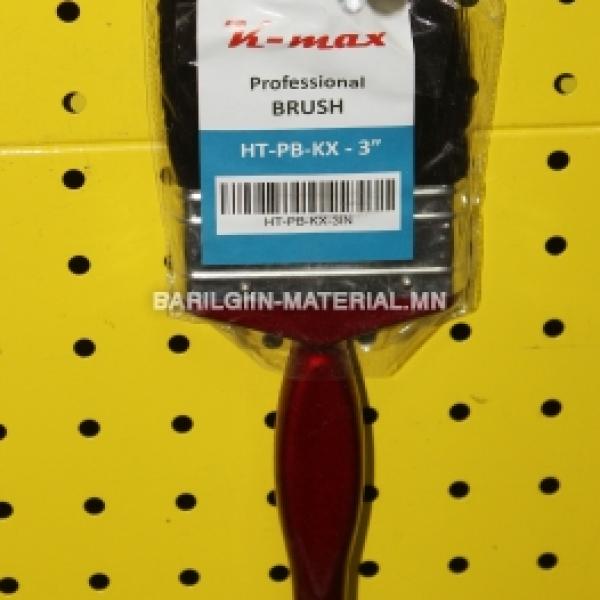 K-max
Professional
BRUSH
HT-PB-KX - 3"
HT-PB-KX-3IN
BARILGIIN-MATERIAL.MN